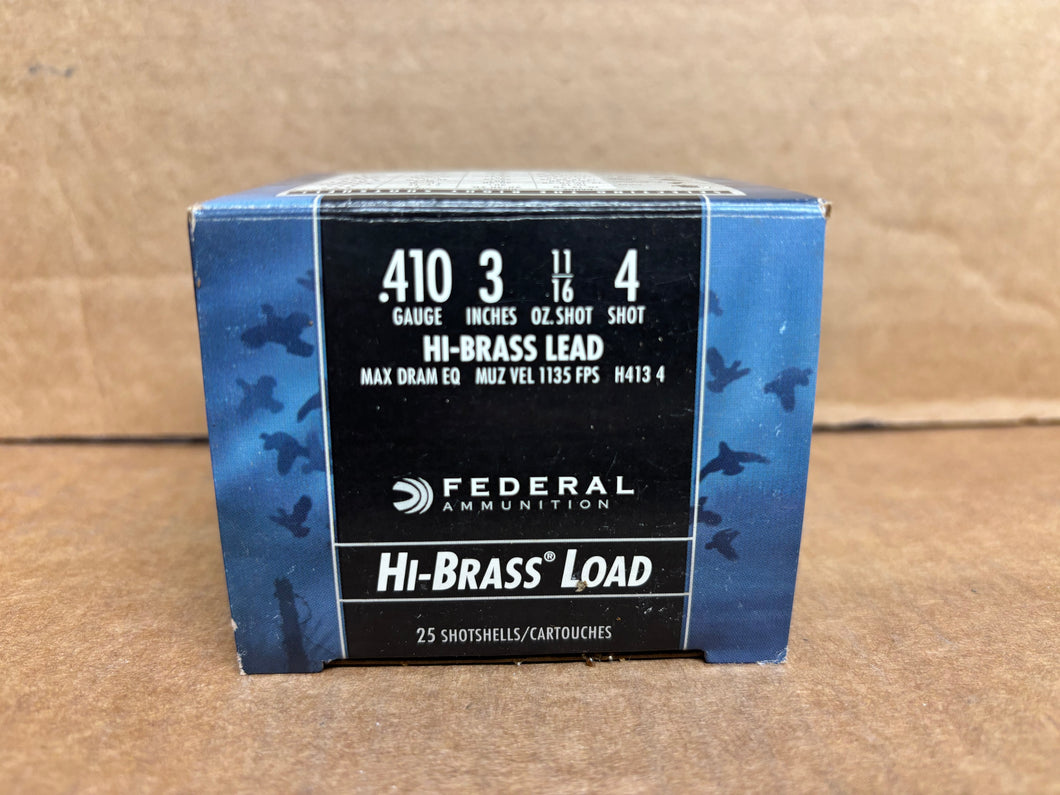 .410 3 11/16 4
GAUGE INCHES OZ. SHOT SHOT
HI-BRASS LEAD
MAX DRAM EQ MUZ VEL 1135 FPS H413 4
FEDERAL
AMMUNITION
HI-BRASS® LOAD
25 SHOTSHELLS/CARTOUCHES